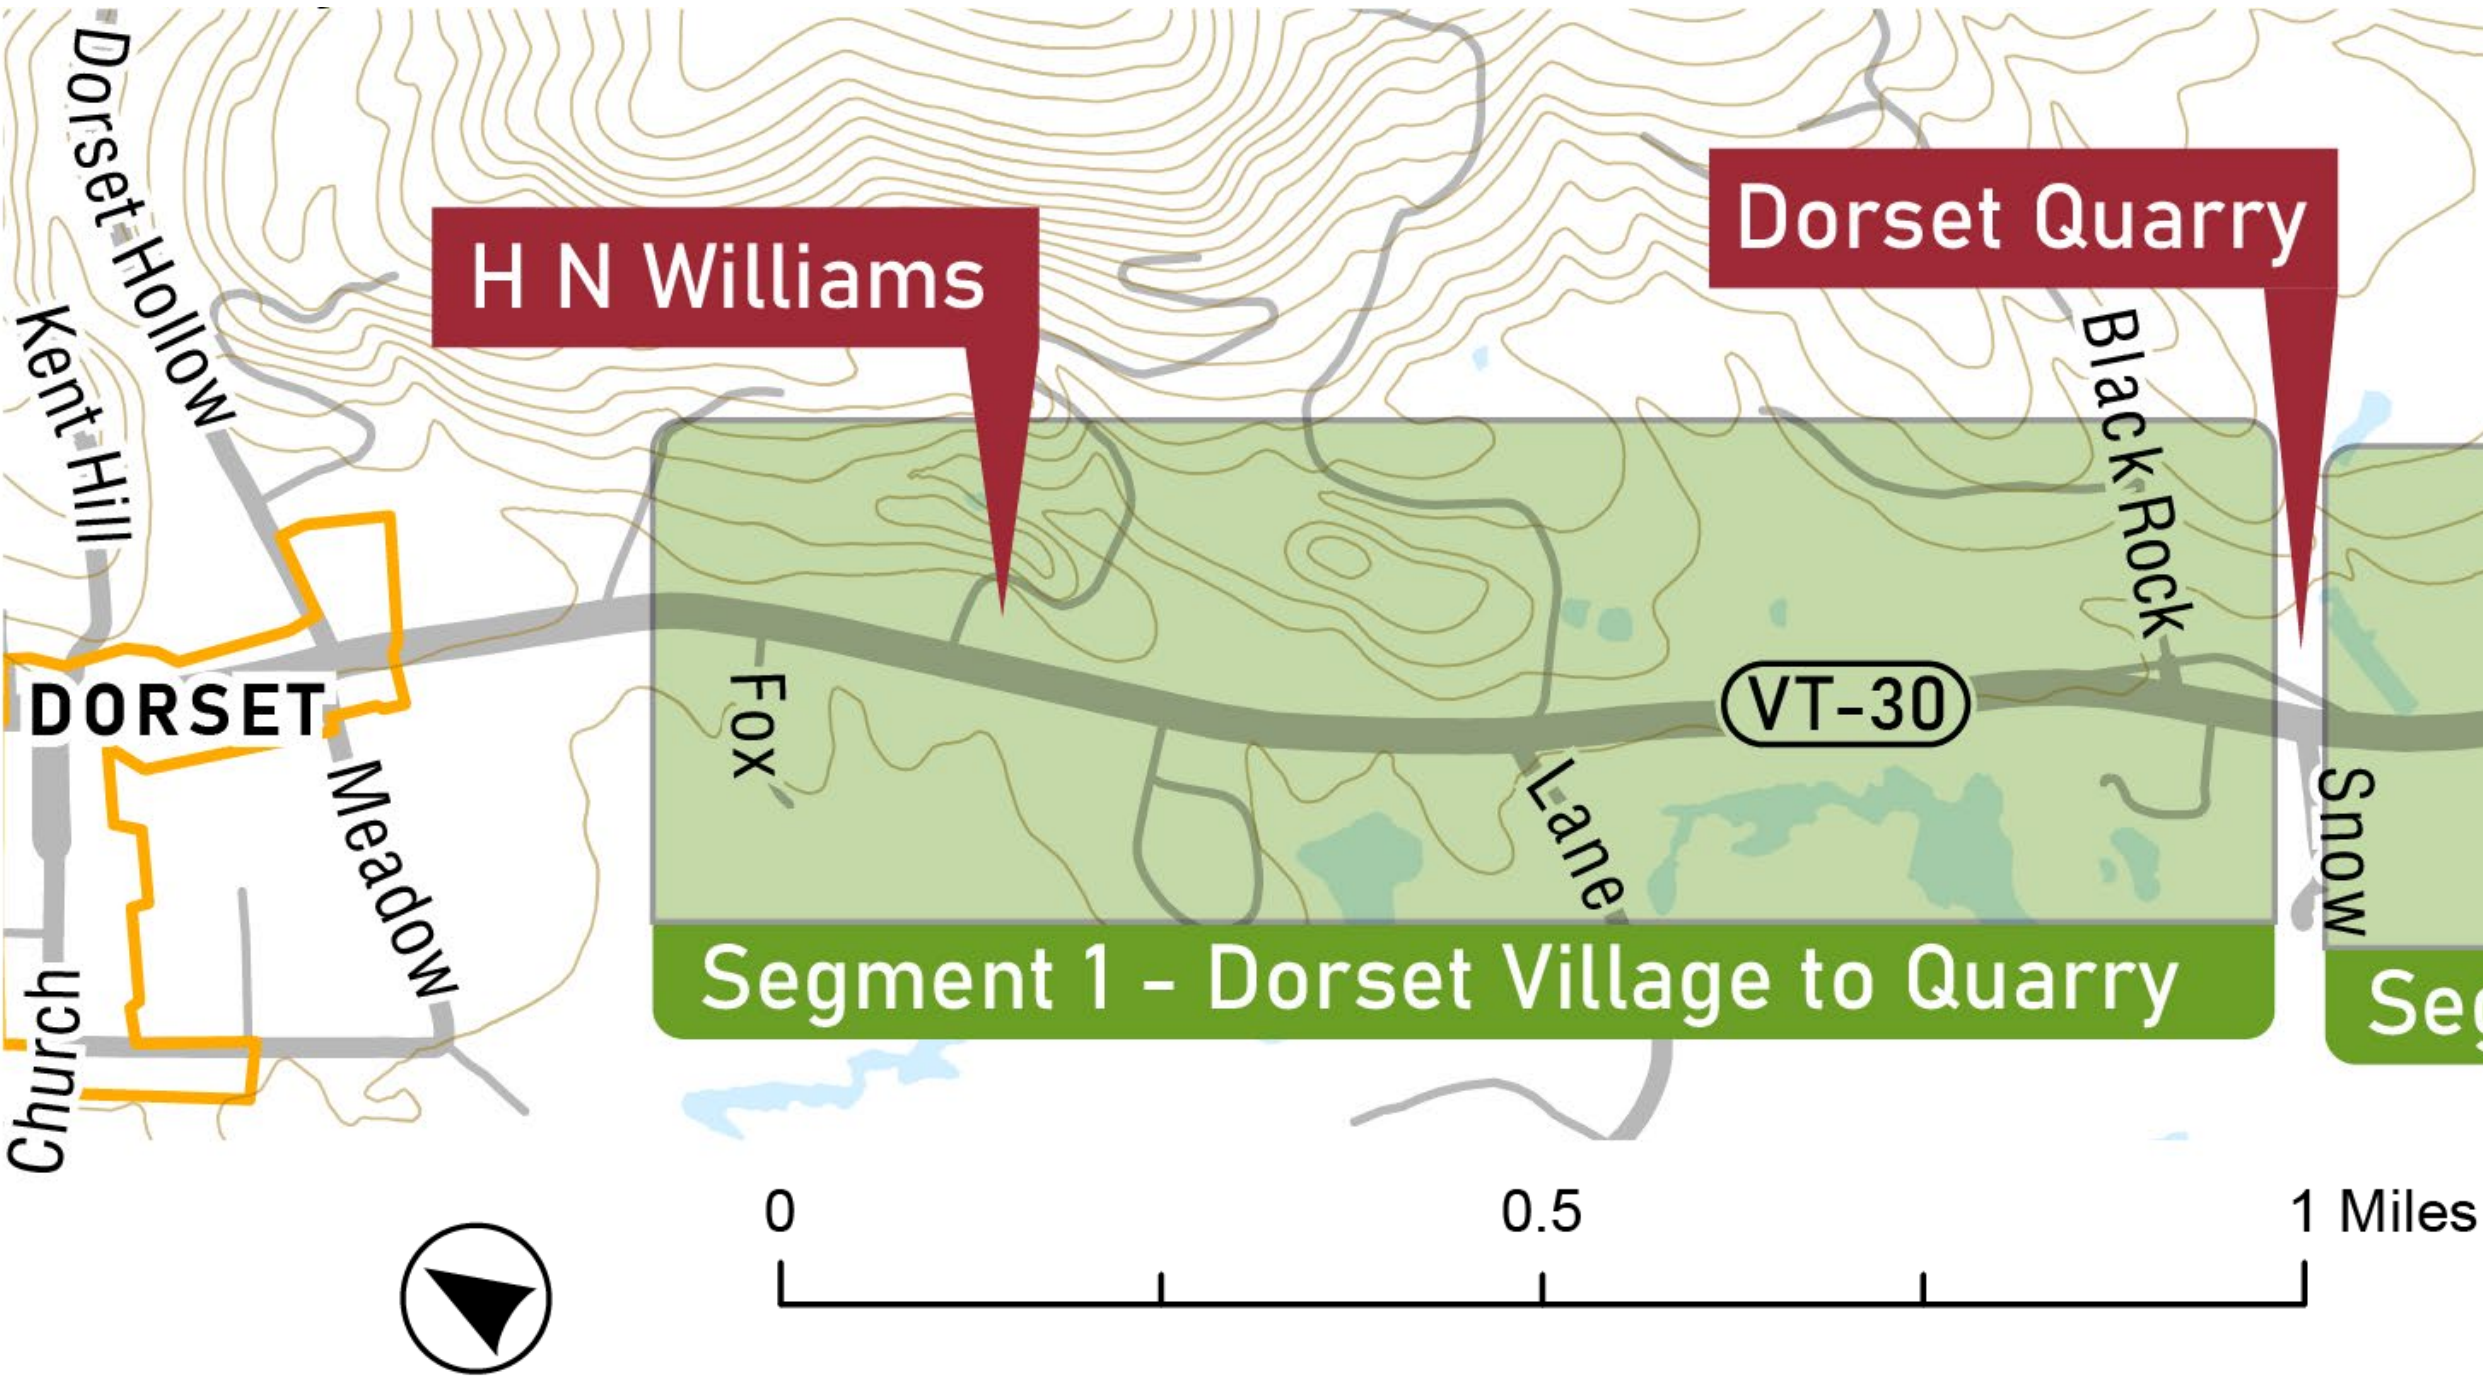 Dorset Hollow
Kent Hill
H N Williams
Dorset Quarry
Black Rock
DORSET
Fox
VT-30
Meadow
Lane
Snow
Church
Segment 1 - Dorset Village to Quarry
Seg
0 0.5 1 Miles